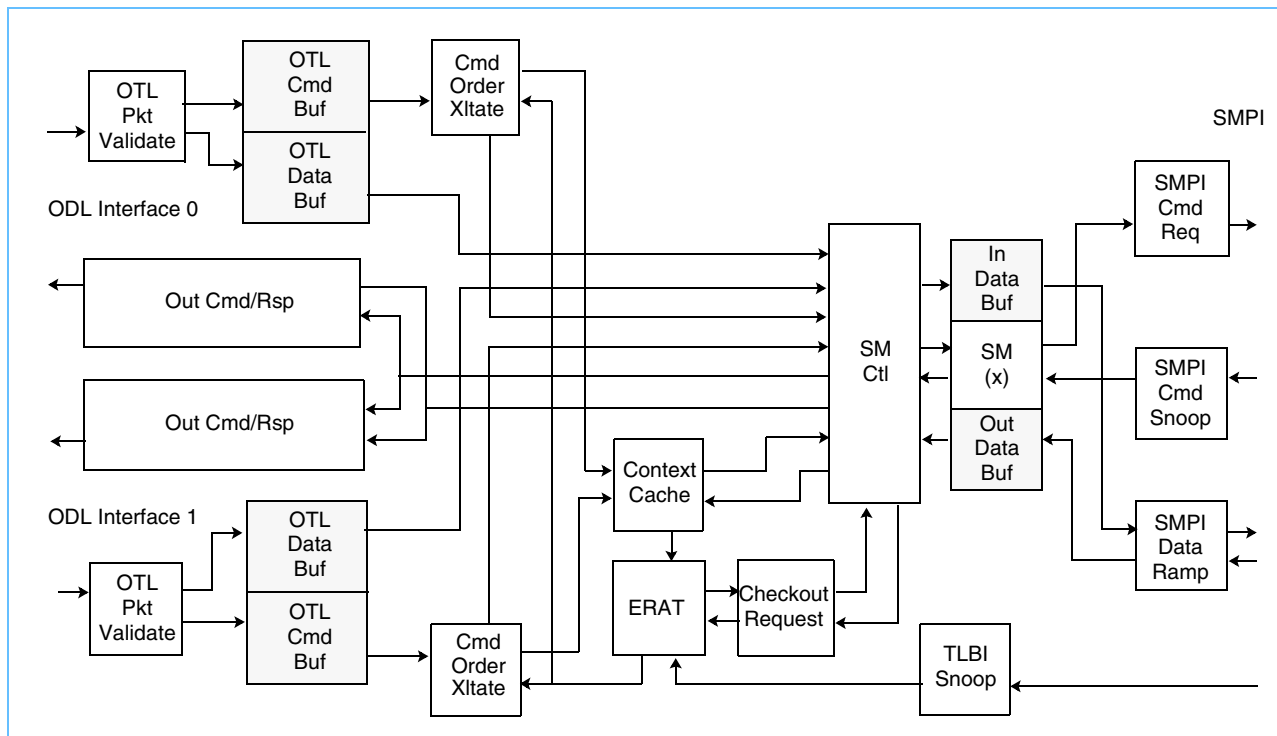 OTL
Pkt
Validate
OTL
Cmd
Buf
OTL
Data
Buf
Cmd
Order
Xltate
SMPI
ODL Interface 0
SMPI
Cmd
Req
Out Cmd/Rsp
In
Data
Buf
SM
Ctl
SM
(x)
SMPI
Cmd
Snoop
Out Cmd/Rsp
Out
Data
Buf
Context
Cache
ODL Interface 1
OTL
Data
Buf
SMPI
Data
Ramp
OTL
Pkt
Validate
OTL
Cmd
Buf
ERAT
Checkout
Request
Cmd
Order
Xltate
TLBI
Snoop